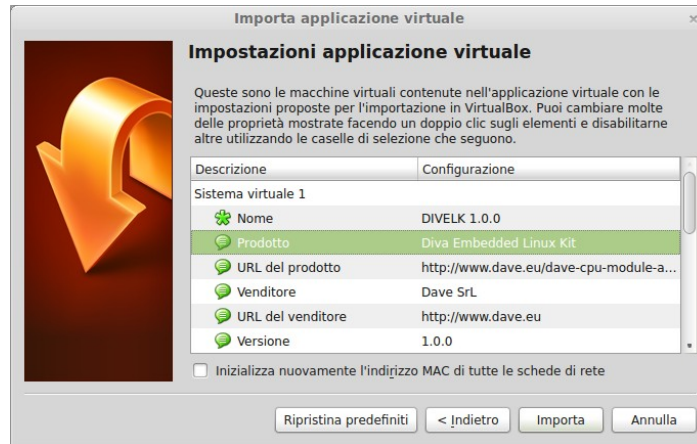 Importa applicazione virtuale
Impostazioni applicazione virtuale
Queste sono le macchine virtuali contenute nell'applicazione virtuale con le
impostazioni proposte per l'importazione in VirtualBox. Puoi cambiare molte
delle proprietà mostrate facendo un doppio clic sugli elementi e disabilitarne
altre utilizzando le caselle di selezione che seguono.
Descrizione Configurazione
Sistema virtuale 1
Nome DIVELK 1.0.0
Prodotto Diva Embedded Linux Kit
URL del prodotto http://www.dave.eu/dave-cpu-module-a...
Venditore Dave SrL
URL del venditore http://www.dave.eu
Versione 1.0.0
Inizializza nuovamente l'indirizzo MAC di tutte le schede di rete
Ripristina predefiniti < Indietro Importa Annulla